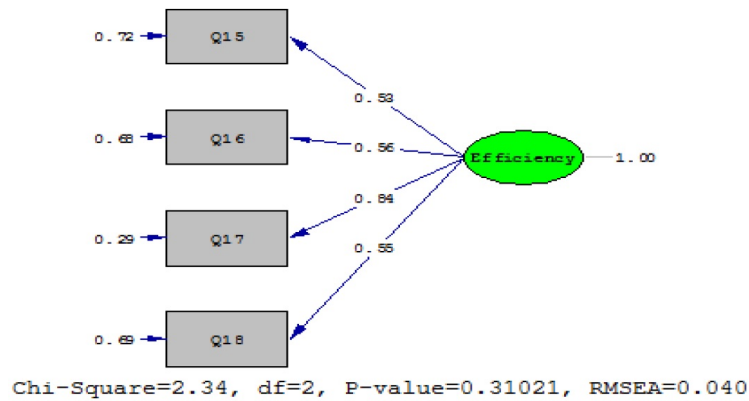 0.72 Q15
0.53
0.68 Q16
0.56
Efficiency 1.00
0.84
0.29 Q17
0.55
0.69 Q18
Chi-Square=2.34, df=2, P-value=0.31021, RMSEA=0.040